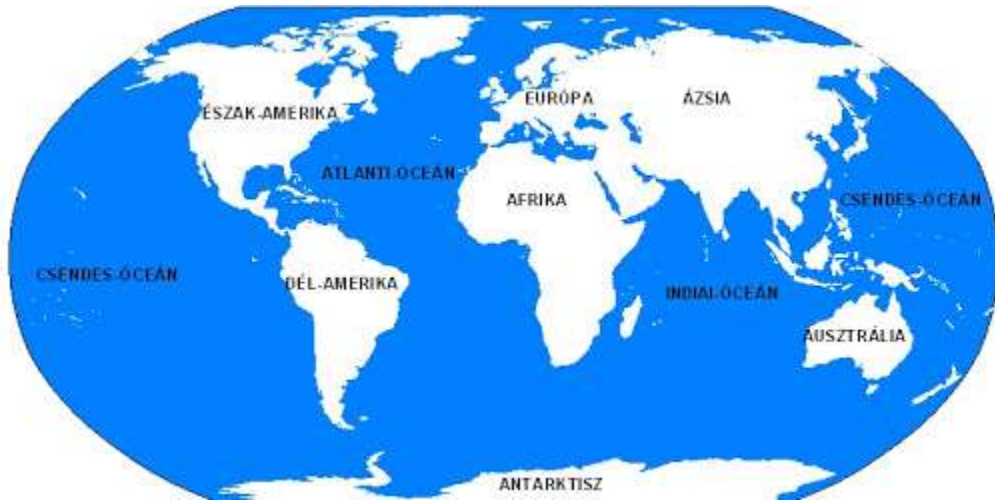 EURÓPA
ÁZSIA
ÉSZAK-AMERIKA
ATLANTI-ÓCEÁN
AFRIKA
CSENDES-ÓCEÁN
CSENDES-ÓCEÁN
DÉL-AMERIKA
INDIAI-ÓCEÁN
AUSZTRÁLIA
ANTARKTISZ